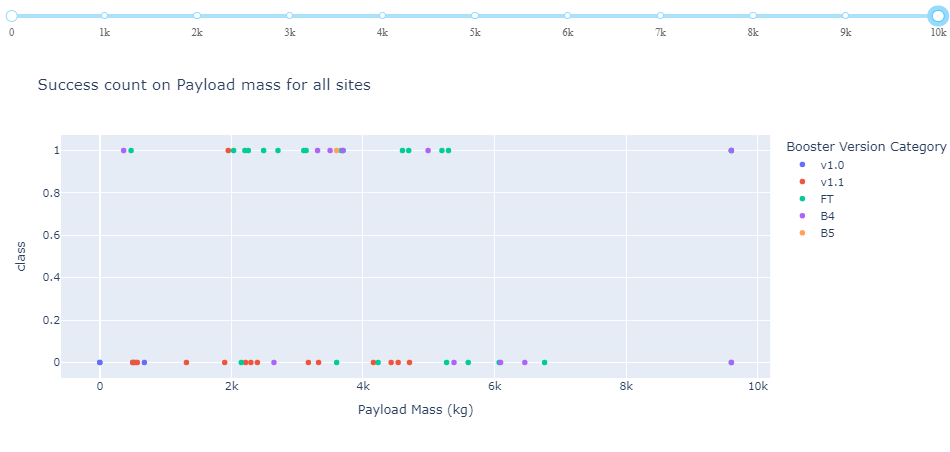 0 1k 2k 3k 4k 5k 6k 7k 8k 9k 10k
Success count on Payload mass for all sites
Booster Version Category
v1.0
v1.1
FT
B4
B5
class
1
0.8
0.6
0.4
0.2
0
0 2k 4k 6k 8k 10k
Payload Mass (kg)